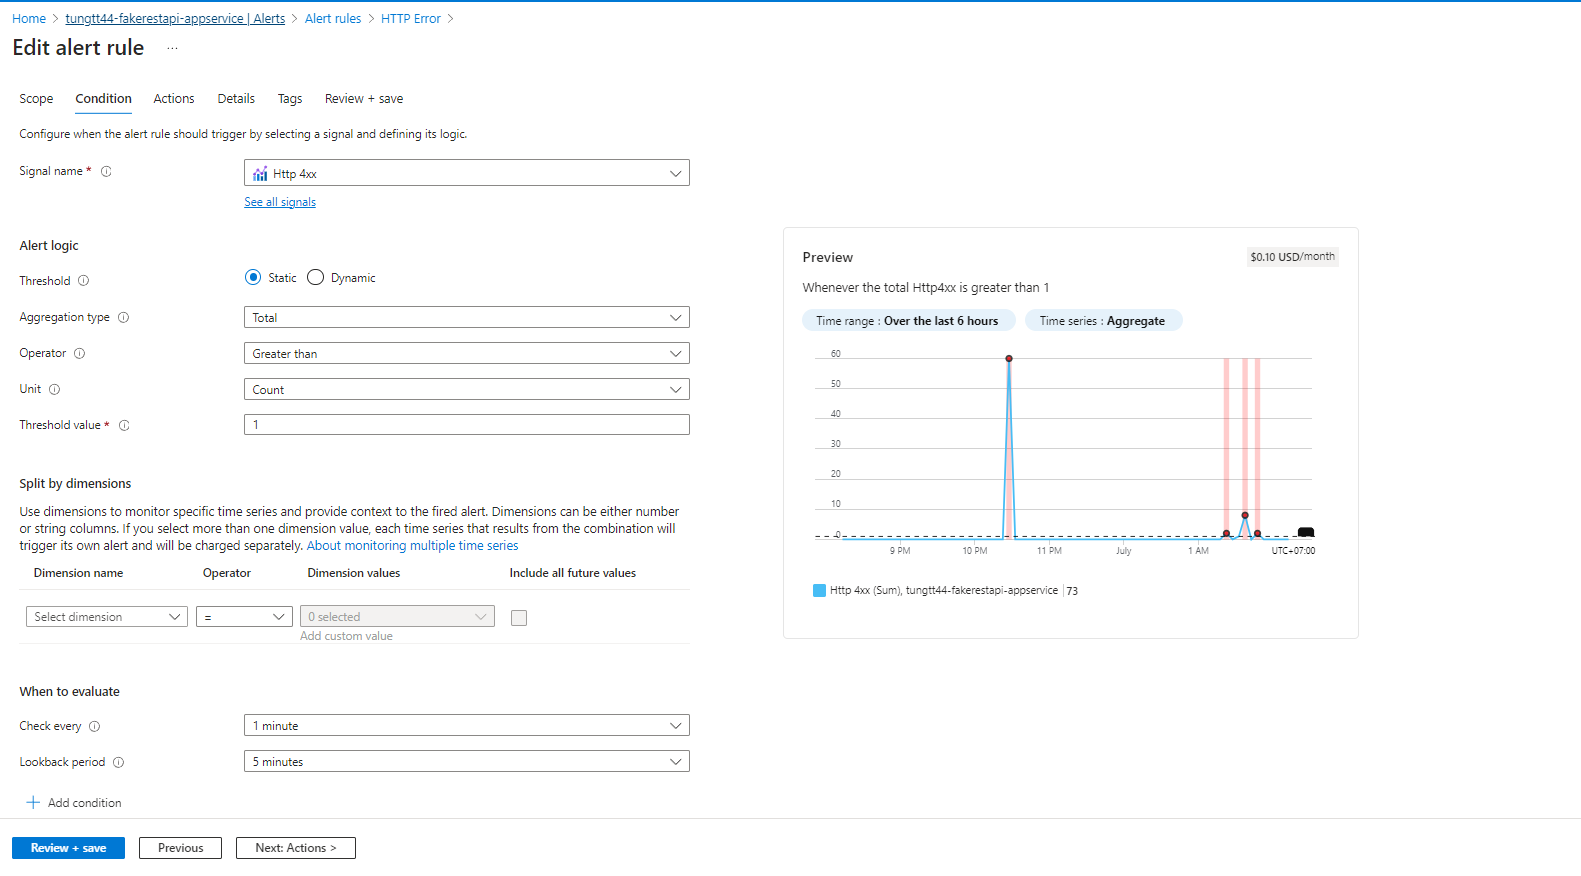 Home > tungtt44-fakerestapi-appservice | Alerts > Alert rules > HTTP Error >
Edit alert rule ...
Scope Condition Actions Details Tags Review + save
Configure when the alert rule should trigger by selecting a signal and defining its logic.
Signal name *
Http 4xx
See all signals
Alert logic
Threshold
Static Dynamic
Aggregation type
Total
Operator
Greater than
Unit
Count
Threshold value *
1
Split by dimensions
Use dimensions to monitor specific time series and provide context to the fired alert. Dimensions can be either number
or string columns. If you select more than one dimension value, each time series that results from the combination will
trigger its own alert and will be charged separately. About monitoring multiple time series
Dimension name Operator Dimension values Include all future values
Select dimension = 0 selected
Add custom value
When to evaluate
Check every
1 minute
Lookback period
5 minutes
+ Add condition
Review + save Previous Next: Actions >
Preview $0.10 USD/month
Whenever the total Http4xx is greater than 1
Time range : Over the last 6 hours Time series : Aggregate
60
50
40
30
20
10
0
9 PM 10 PM 11 PM July 1 AM UTC+07:00
Http 4xx (Sum), tungtt44-fakerestapi-appservice | 73